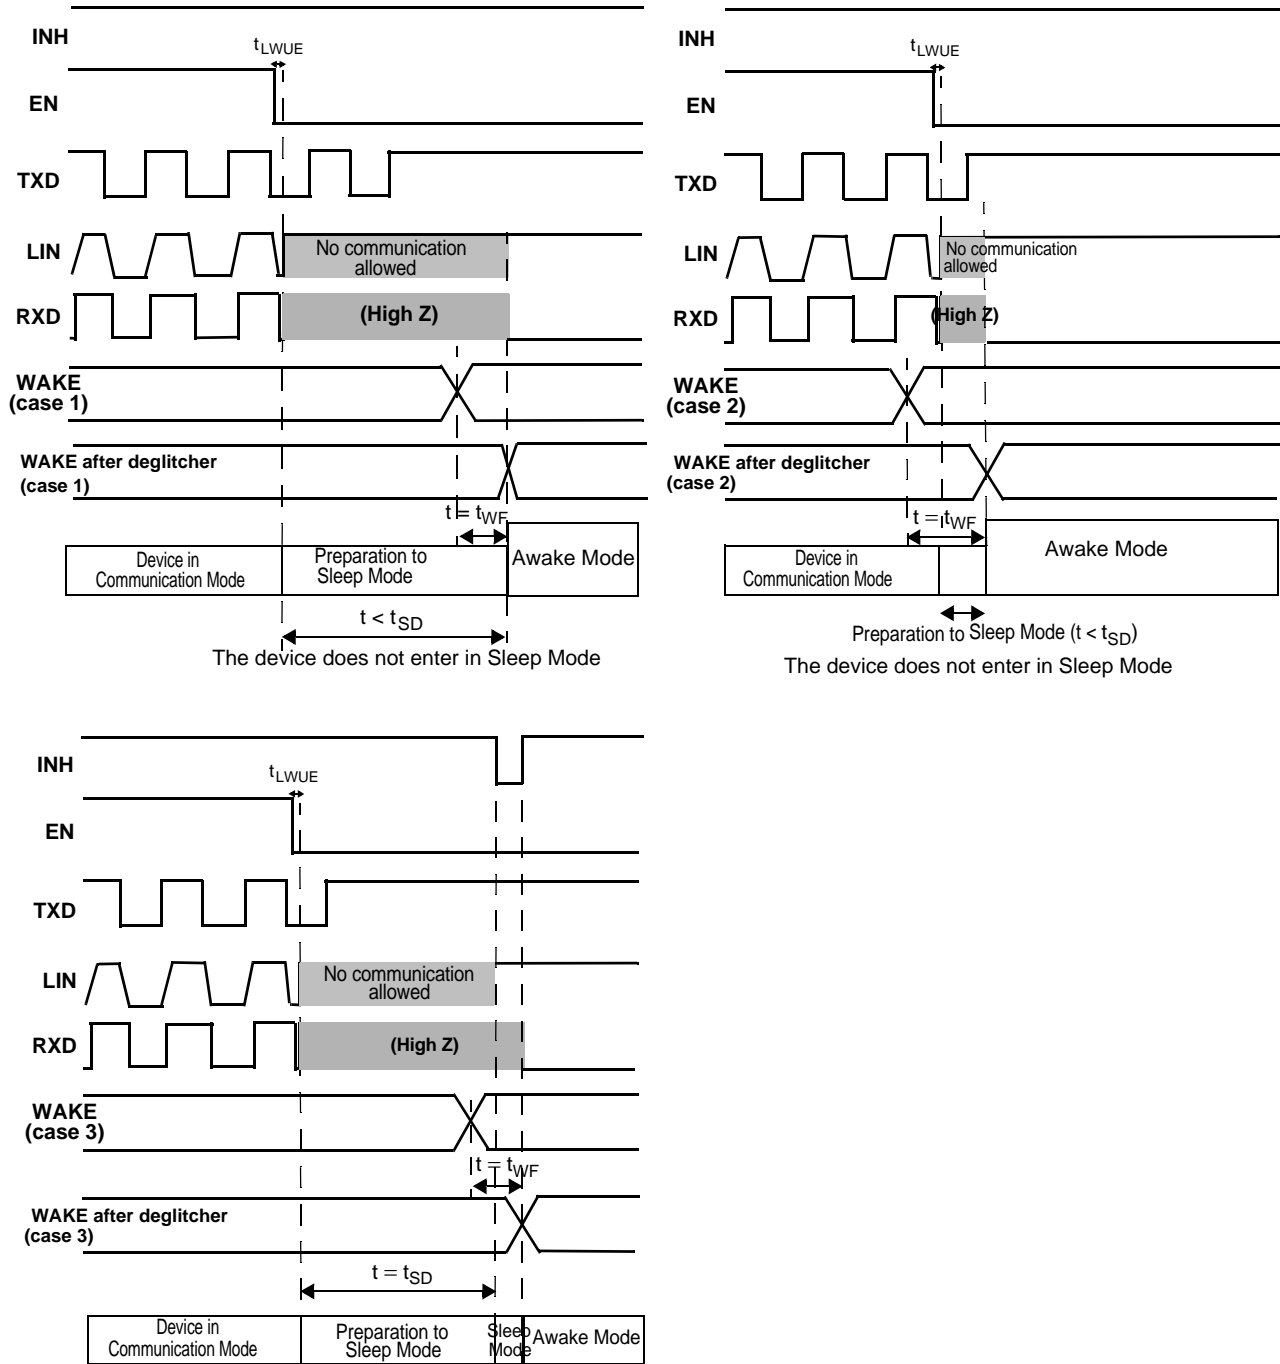 INH
tLWUE
EN
TXD
LIN
No communication
allowed
RXD
(High Z)
WAKE
(case 1)
WAKE after deglitcher
(case 1)
t = tWF
Device in
Communication Mode
Preparation to
Sleep Mode
Awake Mode
t < tSD
The device does not enter in Sleep Mode
INH
tLWUE
EN
TXD
LIN
No communication
allowed
RXD
(High Z)
WAKE
(case 2)
WAKE after deglitcher
(case 2)
t = tWF
Device in
Communication Mode
Awake Mode
Preparation to Sleep Mode (t < tSD)
The device does not enter in Sleep Mode
INH
tLWUE
EN
TXD
LIN
No communication
allowed
RXD
(High Z)
WAKE
(case 3)
t = tWF
WAKE after deglitcher
(case 3)
t = tSD
Device in
Communication Mode
Preparation to
Sleep Mode
Sleep
Mode
Awake Mode